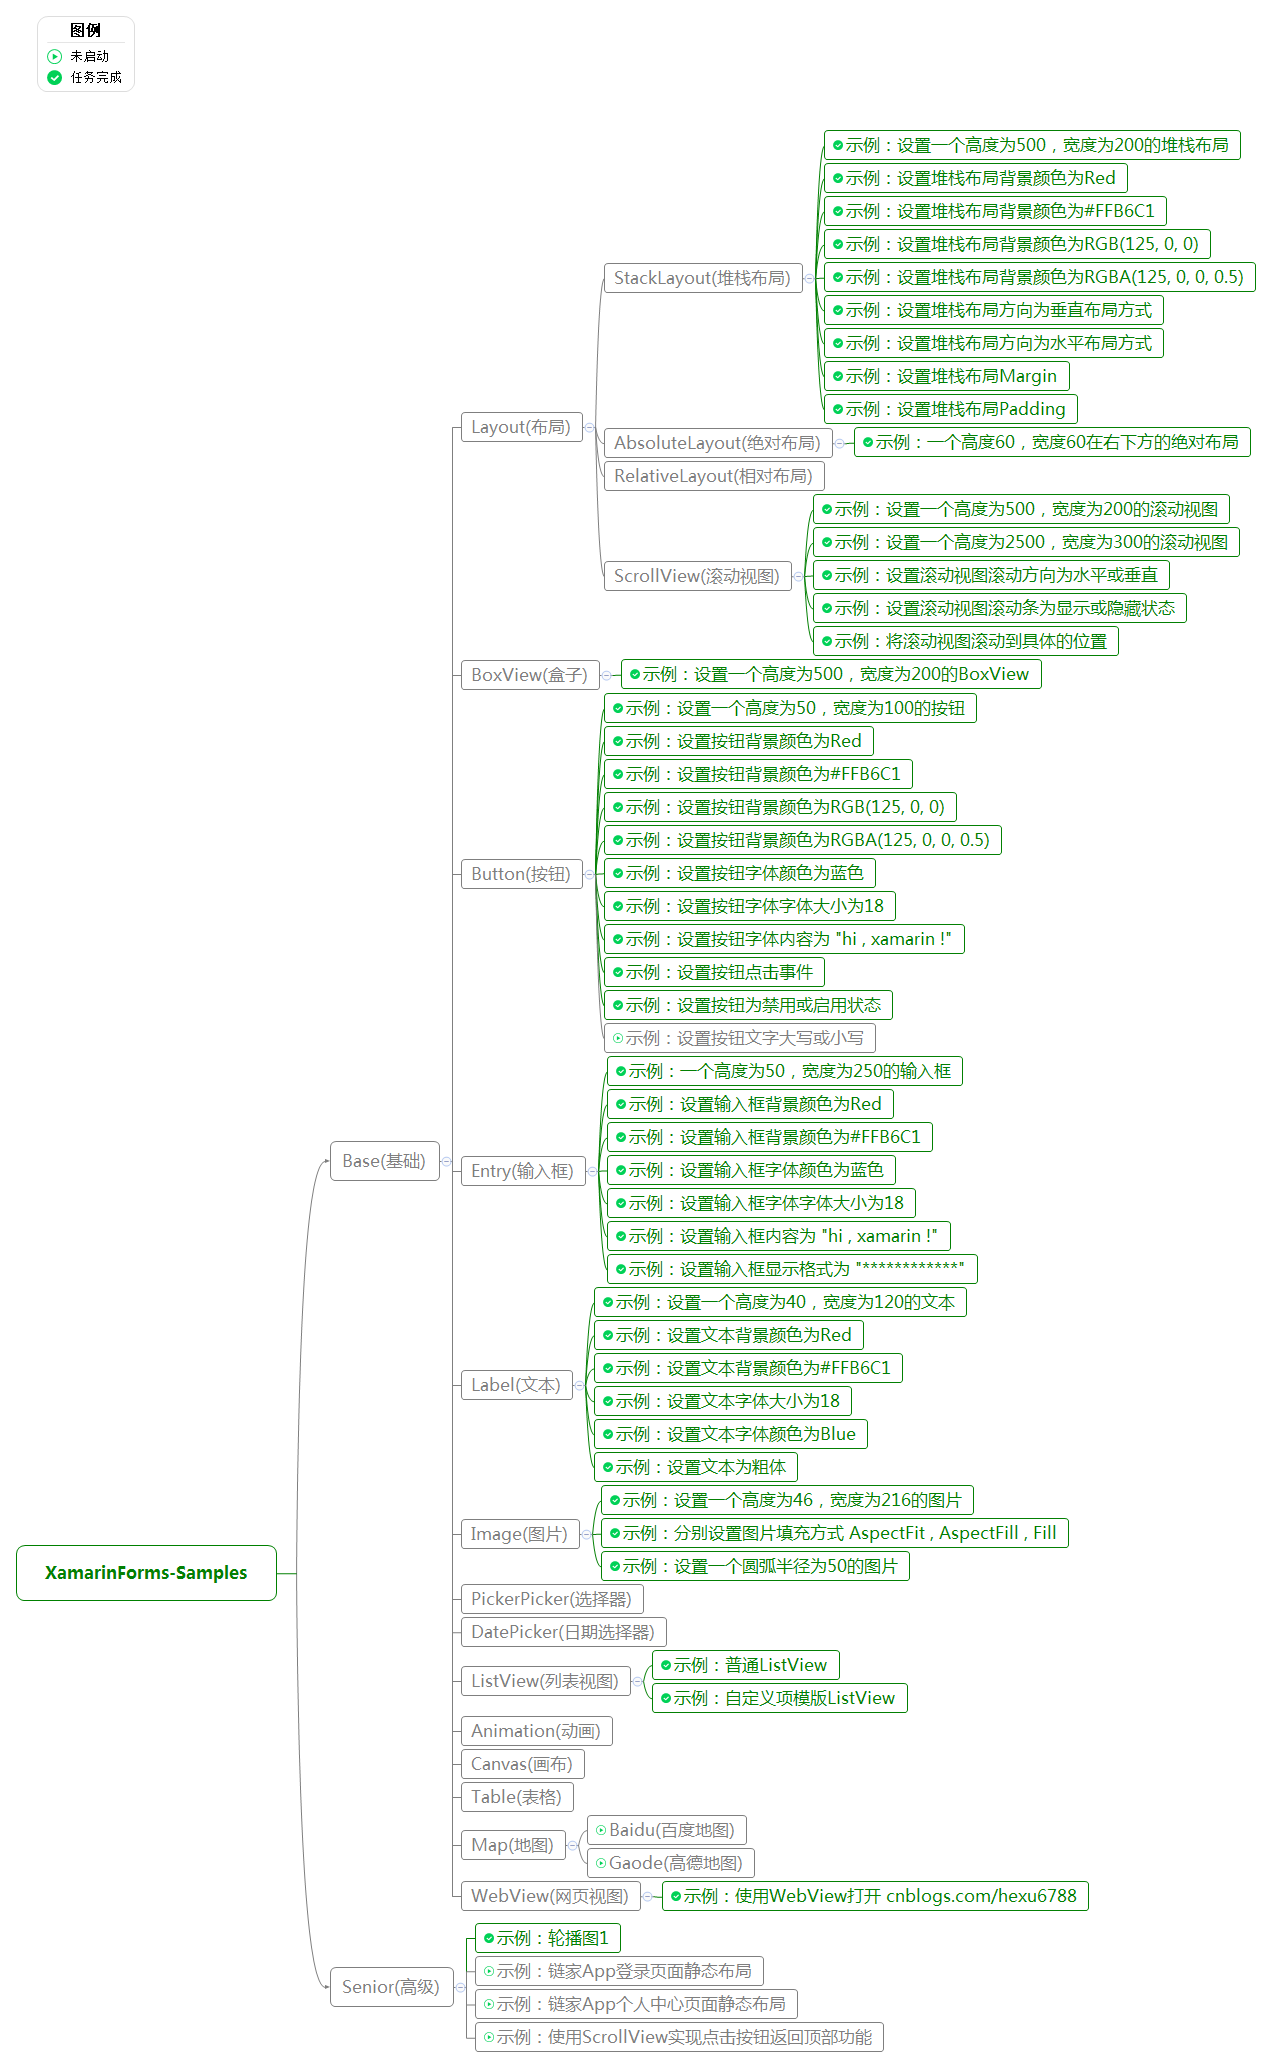 图例
未启动
任务完成
XamarinForms-Samples
Base(基础)
Layout(布局)
StackLayout(堆栈布局)
示例：设置一个高度为500，宽度为200的堆栈布局
示例：设置堆栈布局背景颜色为Red
示例：设置堆栈布局背景颜色为#FFB6C1
示例：设置堆栈布局背景颜色为RGB(125, 0, 0)
示例：设置堆栈布局背景颜色为RGBA(125, 0, 0, 0.5)
示例：设置堆栈布局方向为垂直布局方式
示例：设置堆栈布局方向为水平布局方式
示例：设置堆栈布局Margin
示例：设置堆栈布局Padding
AbsoluteLayout(绝对布局)
示例：一个高度60，宽度60在右下方的绝对布局
RelativeLayout(相对布局)
ScrollView(滚动视图)
示例：设置一个高度为500，宽度为200的滚动视图
示例：设置一个高度为2500，宽度为300的滚动视图
示例：设置滚动视图滚动方向为水平或垂直
示例：设置滚动视图滚动条为显示或隐藏状态
示例：将滚动视图滚动到具体的位置
BoxView(盒子)
示例：设置一个高度为500，宽度为200的BoxView
Button(按钮)
示例：设置一个高度为50，宽度为100的按钮
示例：设置按钮背景颜色为Red
示例：设置按钮背景颜色为#FFB6C1
示例：设置按钮背景颜色为RGB(125, 0, 0)
示例：设置按钮背景颜色为RGBA(125, 0, 0, 0.5)
示例：设置按钮字体颜色为蓝色
示例：设置按钮字体字体大小为18
示例：设置按钮字体内容为 "hi , xamarin !"
示例：设置按钮点击事件
示例：设置按钮为禁用或启用状态
示例：设置按钮文字大写或小写
Entry(输入框)
示例：一个高度为50，宽度为250的输入框
示例：设置输入框背景颜色为Red
示例：设置输入框背景颜色为#FFB6C1
示例：设置输入框字体颜色为蓝色
示例：设置输入框字体字体大小为18
示例：设置输入框内容为 "hi , xamarin !"
示例：设置输入框显示格式为 "************"
Label(文本)
示例：设置一个高度为40，宽度为120的文本
示例：设置文本背景颜色为Red
示例：设置文本背景颜色为#FFB6C1
示例：设置文本字体大小为18
示例：设置文本字体颜色为Blue
示例：设置文本为粗体
Image(图片)
示例：设置一个高度为46，宽度为216的图片
示例：分别设置图片填充方式 AspectFit , AspectFill , Fill
示例：设置一个圆弧半径为50的图片
PickerPicker(选择器)
DatePicker(日期选择器)
ListView(列表视图)
示例：普通ListView
示例：自定义项模版ListView
Animation(动画)
Canvas(画布)
Table(表格)
Map(地图)
Baidu(百度地图)
Gaode(高德地图)
WebView(网页视图)
示例：使用WebView打开 cnblogs.com/hexu6788
Senior(高级)
示例：轮播图1
示例：链家App登录页面静态布局
示例：链家App个人中心页面静态布局
示例：使用ScrollView实现点击按钮返回顶部功能